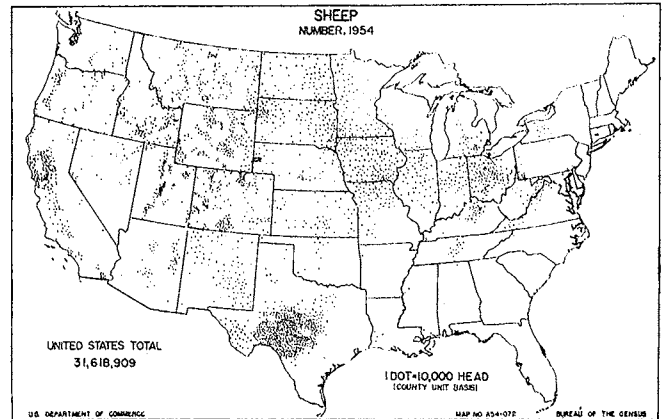 SHEEP
NUMBER, 1954
UNITED STATES TOTAL
31,618,909
1 DOT=10,000 HEAD
(COUNTY UNIT BASIS)
U.S. DEPARTMENT OF COMMERCE
MAP NO. A54-072
BUREAU OF THE CENSUS